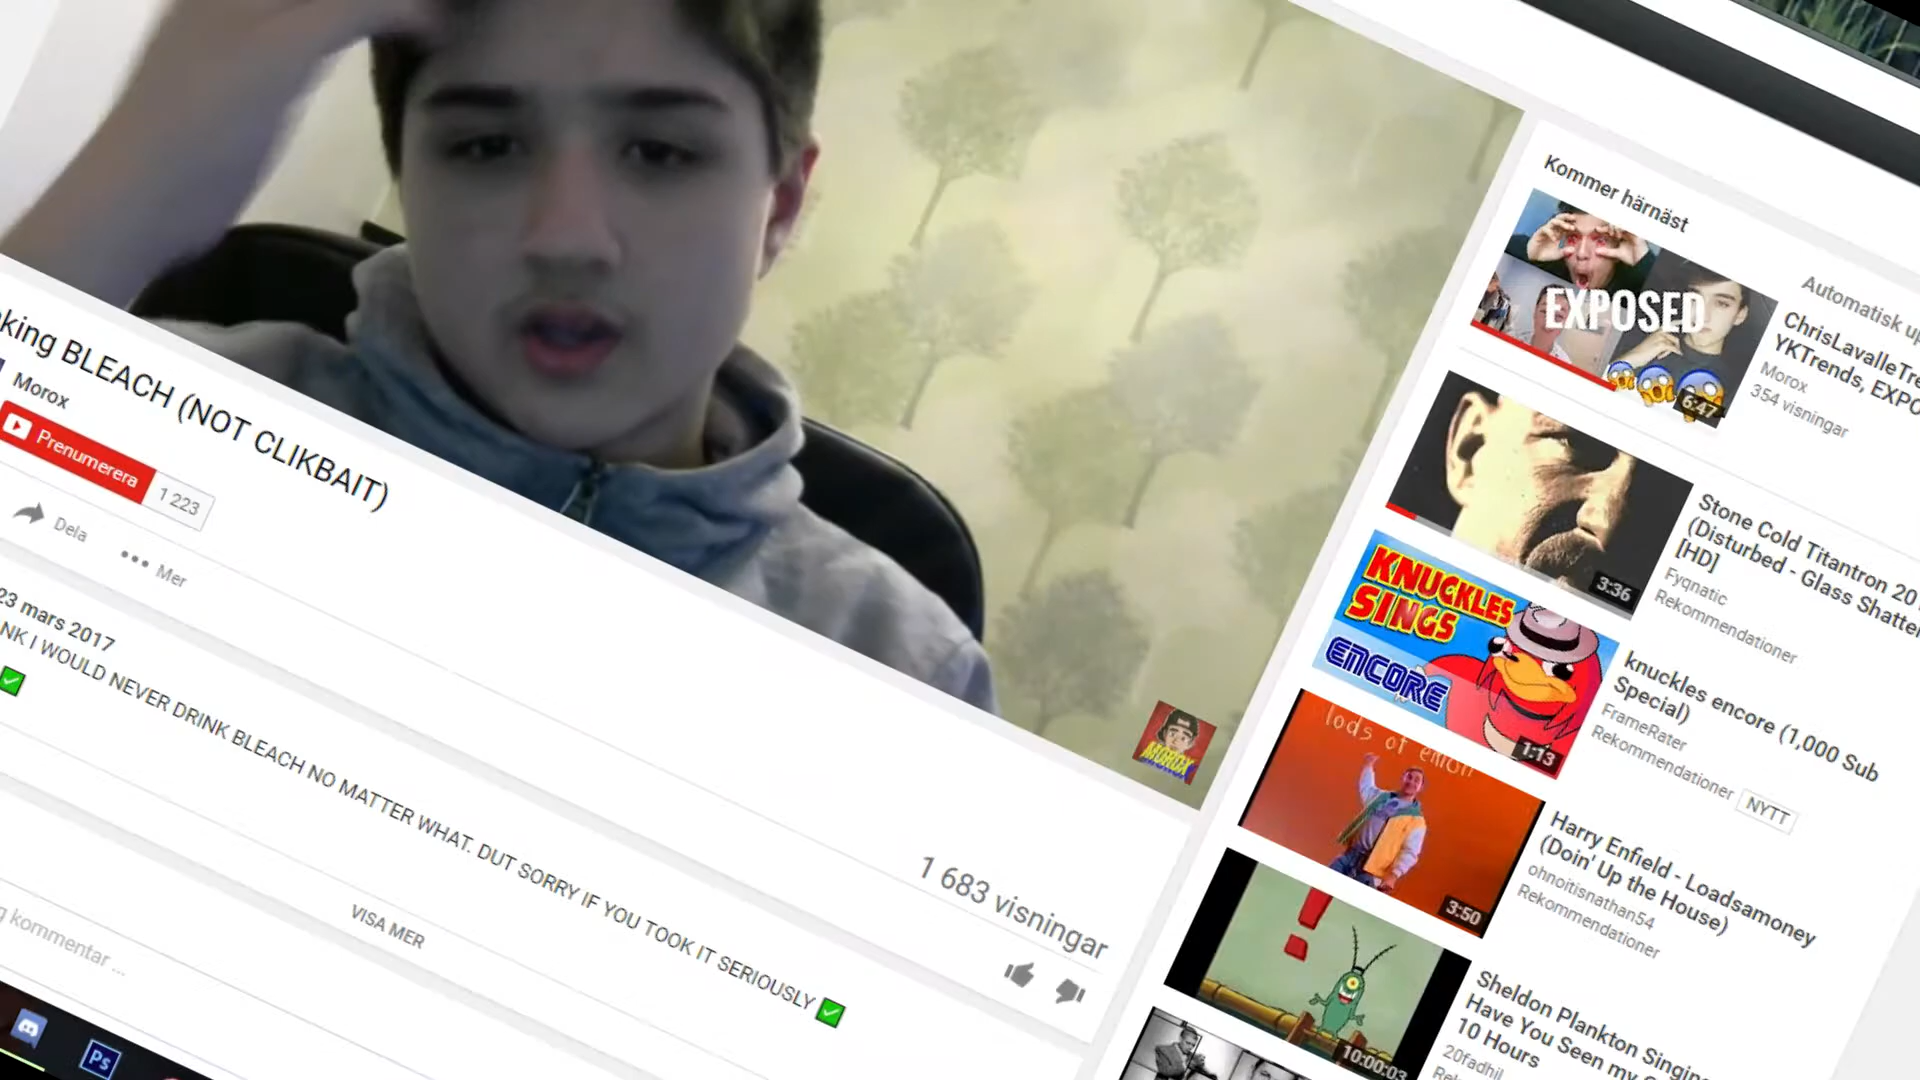 king BLEACH (NOT CLIKBAIT)
Morox
Prenumerera
1 223
Dela
Mer
1 683 visningar
23 mars 2017
NK I WOULD NEVER DRINK BLEACH NO MATTER WHAT. DUT SORRY IF YOU TOOK IT SERIOUSLY
VISA MER
kommentar ...
MOROX
Ps
Kommer härnäst
Automatisk up
EXPOSED
6:47
ChrisLavalleTre
YKTrends, EXPO
Morox
354 visningar
3:36
Stone Cold Titantron 20
(Disturbed - Glass Shatte
[HD]
Fyqnatic
Rekommendationer
KNUCKLES
SINGS
ENCORE
1:13
knuckles encore (1,000 Sub
Special)
FrameRater
Rekommendationer
NYTT
lods of emon
3:50
Harry Enfield - Loadsamoney
(Doin' Up the House)
ohnoitisnathan54
Rekommendationer
!
10:00:03
Sheldon Plankton Singin
Have You Seen my
10 Hours
20fadhil
Rek